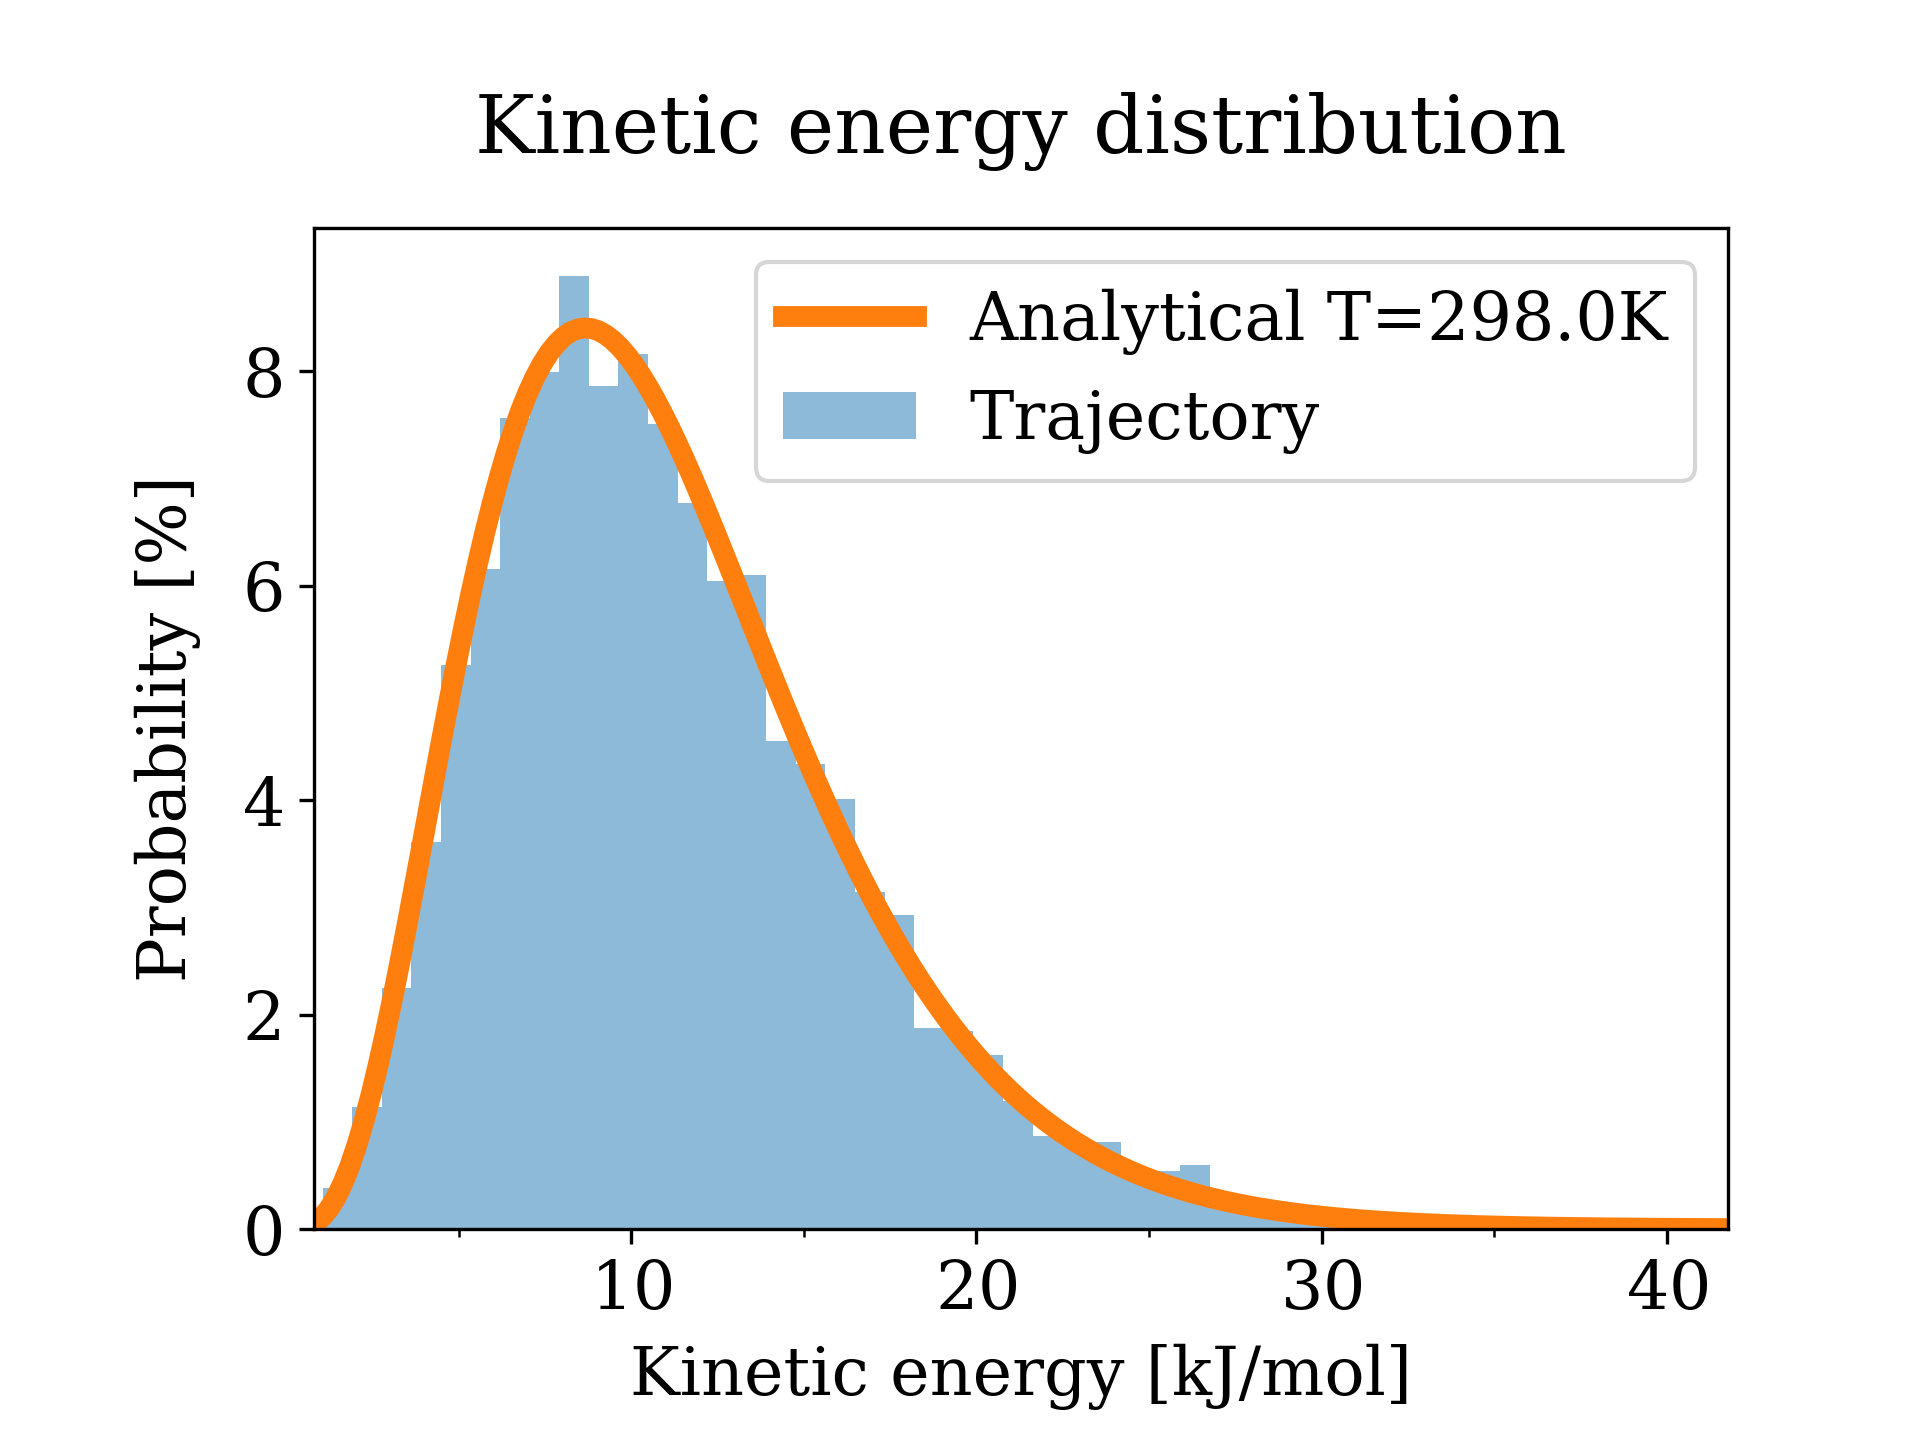 Kinetic energy distribution
Analytical T=298.0K
Trajectory
Probability [%]
8
6
4
2
0
10 20 30 40
Kinetic energy [kJ/mol]